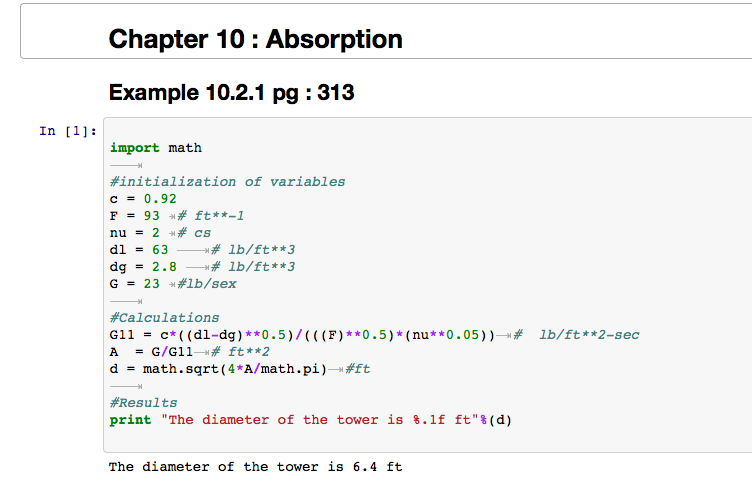 Chapter 10 : Absorption
Example 10.2.1 pg : 313
In [1]:
import math
#initialization of variables
c = 0.92
F = 93 # ft**-1
nu = 2 # cs
dl = 63 # lb/ft**3
dg = 2.8 # lb/ft**3
G = 23 #lb/sex
#Calculations
G11 = c*((dl-dg)**0.5)/(((F)**0.5)*(nu**0.05)) # lb/ft**2-sec
A  = G/G11 # ft**2
d = math.sqrt(4*A/math.pi) #ft
#Results
print "The diameter of the tower is %.1f ft"%(d)
The diameter of the tower is 6.4 ft